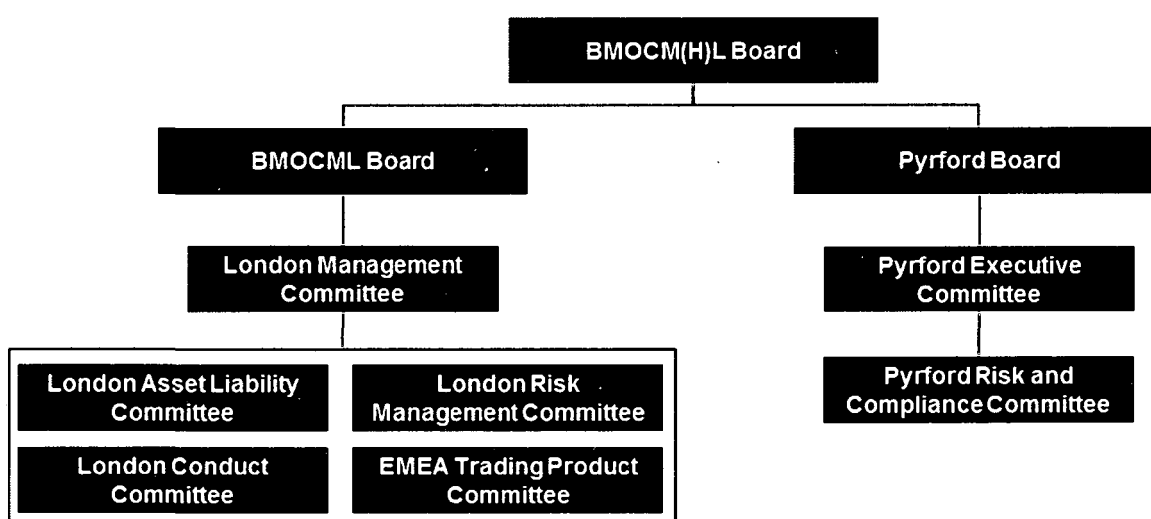 BMOCM(H)L Board
BMOCML Board
Pyrford Board
London Management
Committee
Pyrford Executive
Committee
London Asset Liability
Committee
London Risk
Management Committee
Pyrford Risk and
Compliance Committee
London Conduct
Committee
EMEA Trading Product
Committee